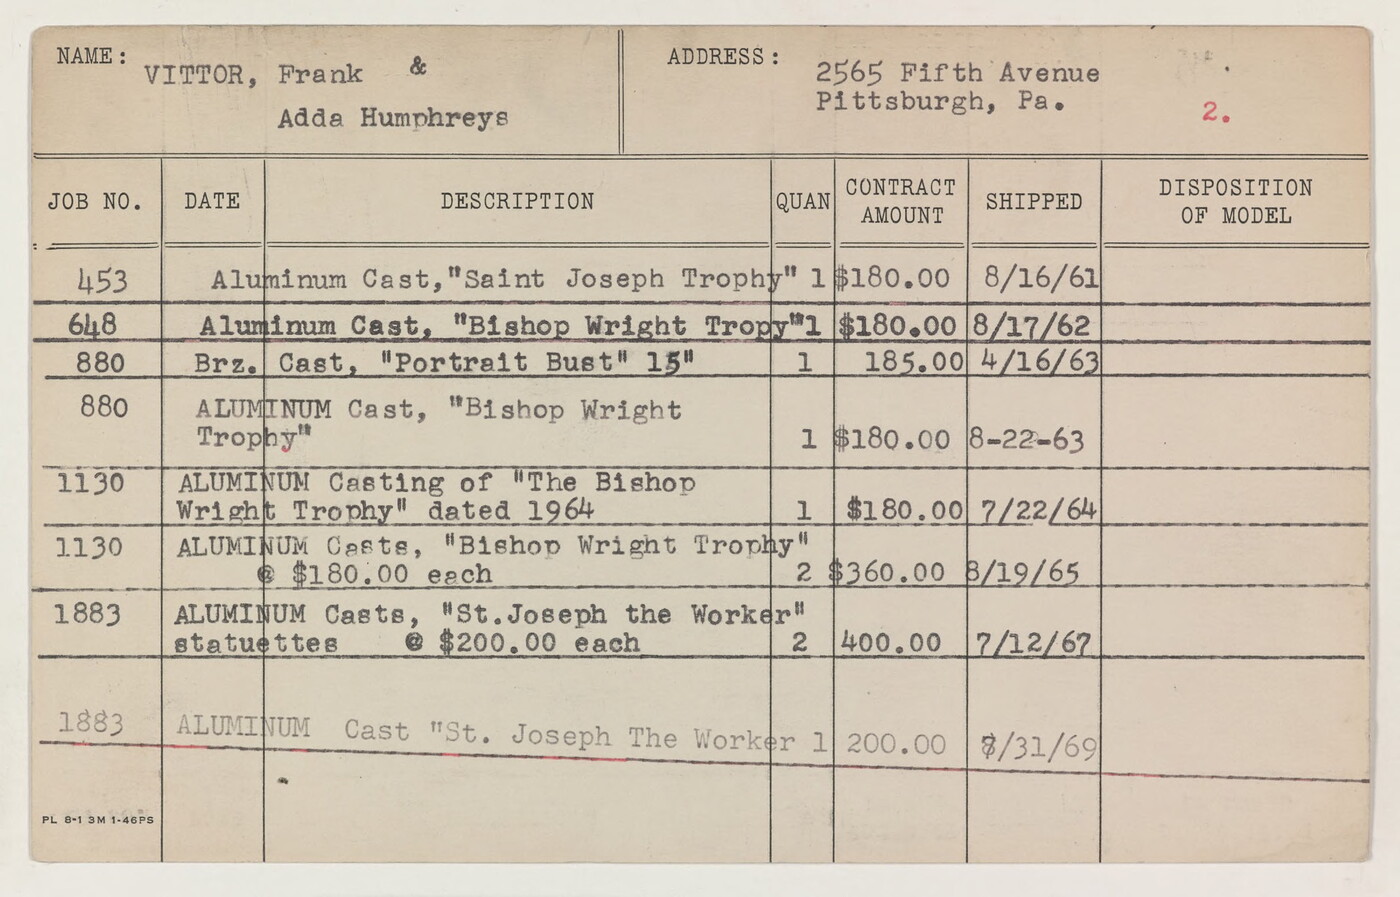 NAME: VITTOR, Frank & ADDRESS: 2565 Fifth Avenue
Adda Humphreys Pittsburgh, Pa. 2.
JOB NO. DATE DESCRIPTION QUAN CONTRACT AMOUNT SHIPPED DISPOSITION OF MODEL
453 Aluminum Cast,"Saint Joseph Trophy" 1 $180.00 8/16/61
648 Aluminum Cast, "Bishop Wright Tropy" 1 $180.00 8/17/62
880 Brz. Cast, "Portrait Bust" 15" 1 185.00 4/16/63
880 ALUMINUM Cast, "Bishop Wright
Trophy" 1 $180.00 8-22-63
1130 ALUMINUM Casting of "The Bishop
Wright Trophy" dated 1964 1 $180.00 7/22/64
1130 ALUMINUM Casts, "Bishop Wright Trophy"
@ $180.00 each 2 $360.00 8/19/65
1883 ALUMINUM Casts, "St.Joseph the Worker"
statuettes @ $200.00 each 2 400.00 7/12/67
1883 ALUMINUM Cast "St. Joseph The Worker 1 200.00 /31/69
PL 8-1 3M 1-46PS